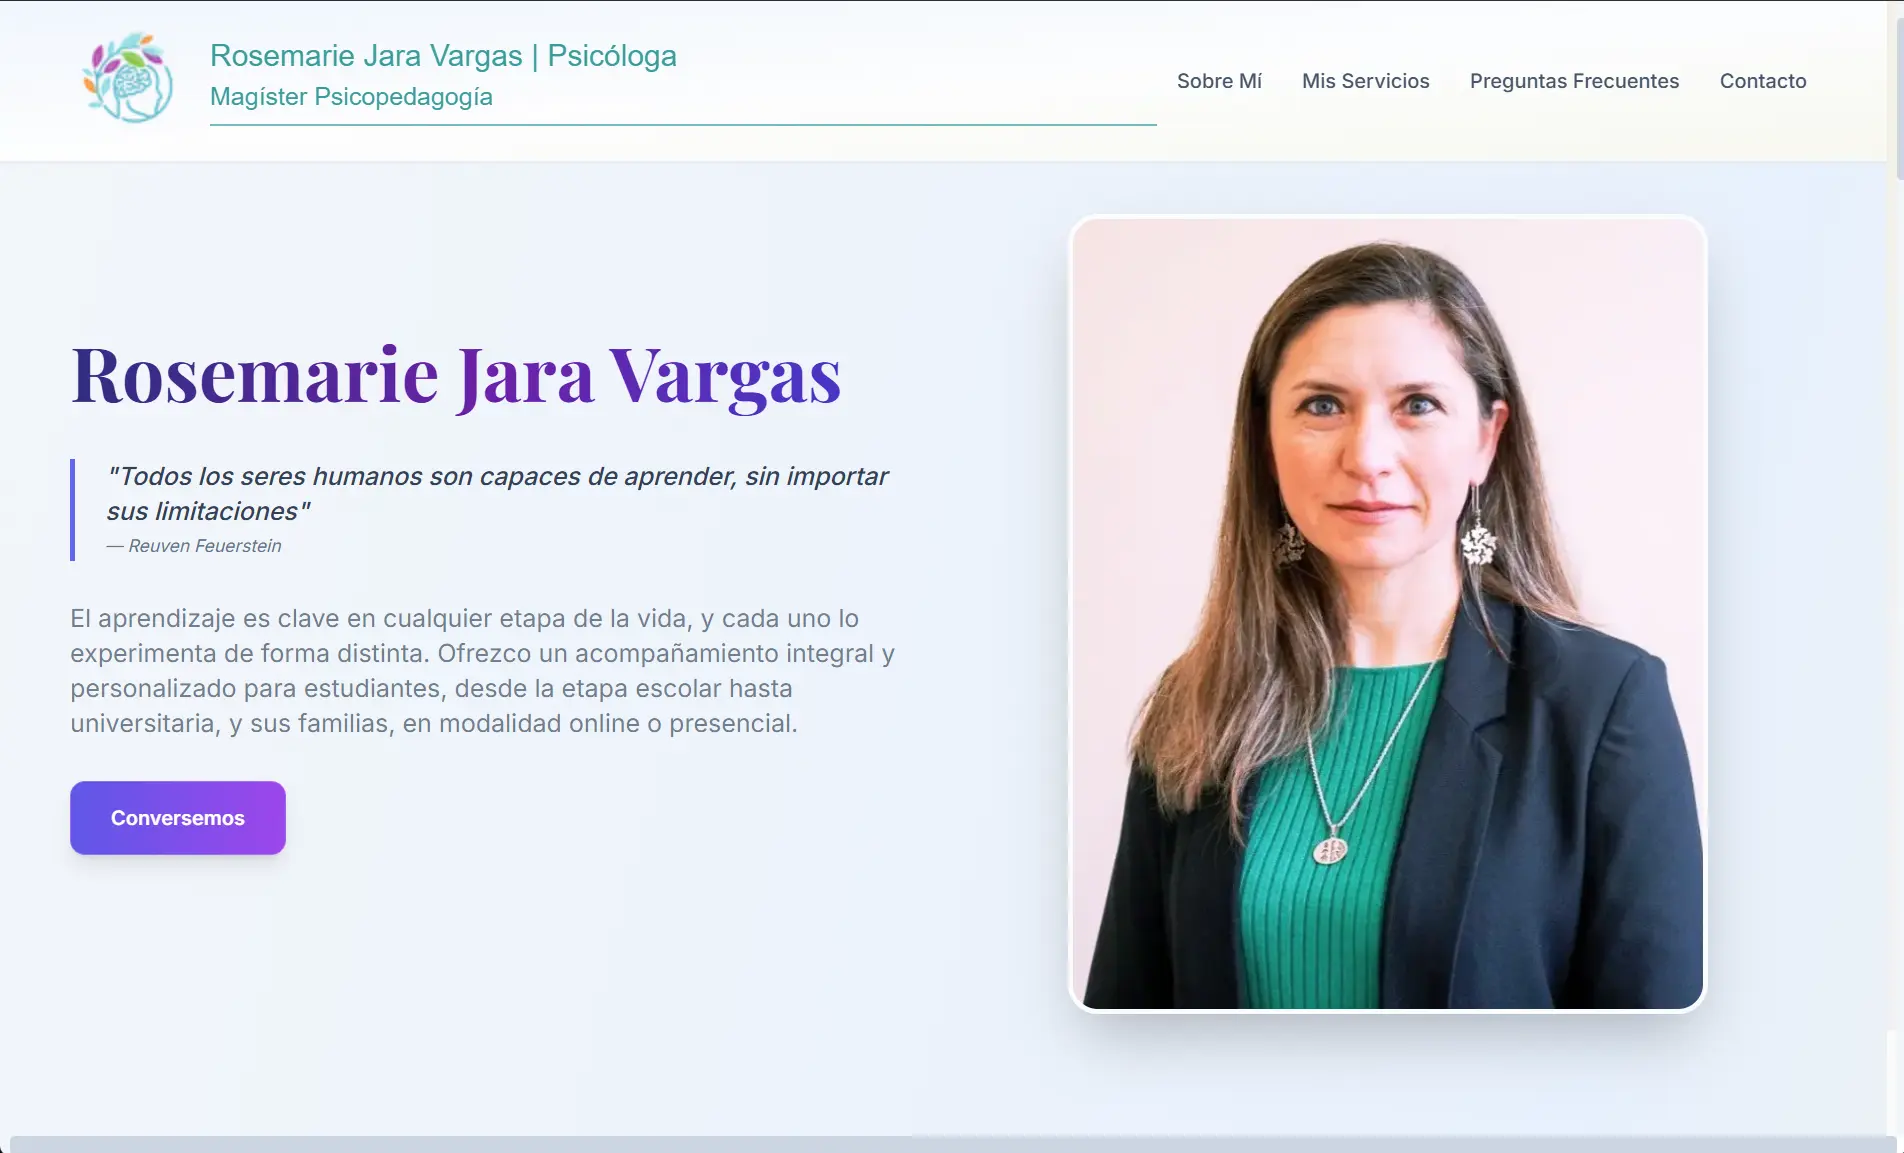 Rosemarie Jara Vargas | Psicóloga
Magíster Psicopedagogía
Sobre Mí
Mis Servicios
Preguntas Frecuentes
Contacto
Rosemarie Jara Vargas
"Todos los seres humanos son capaces de aprender, sin importar
sus limitaciones"
— Reuven Feuerstein
El aprendizaje es clave en cualquier etapa de la vida, y cada uno lo
experimenta de forma distinta. Ofrezco un acompañamiento integral y
personalizado para estudiantes, desde la etapa escolar hasta
universitaria, y sus familias, en modalidad online o presencial.
Conversemos